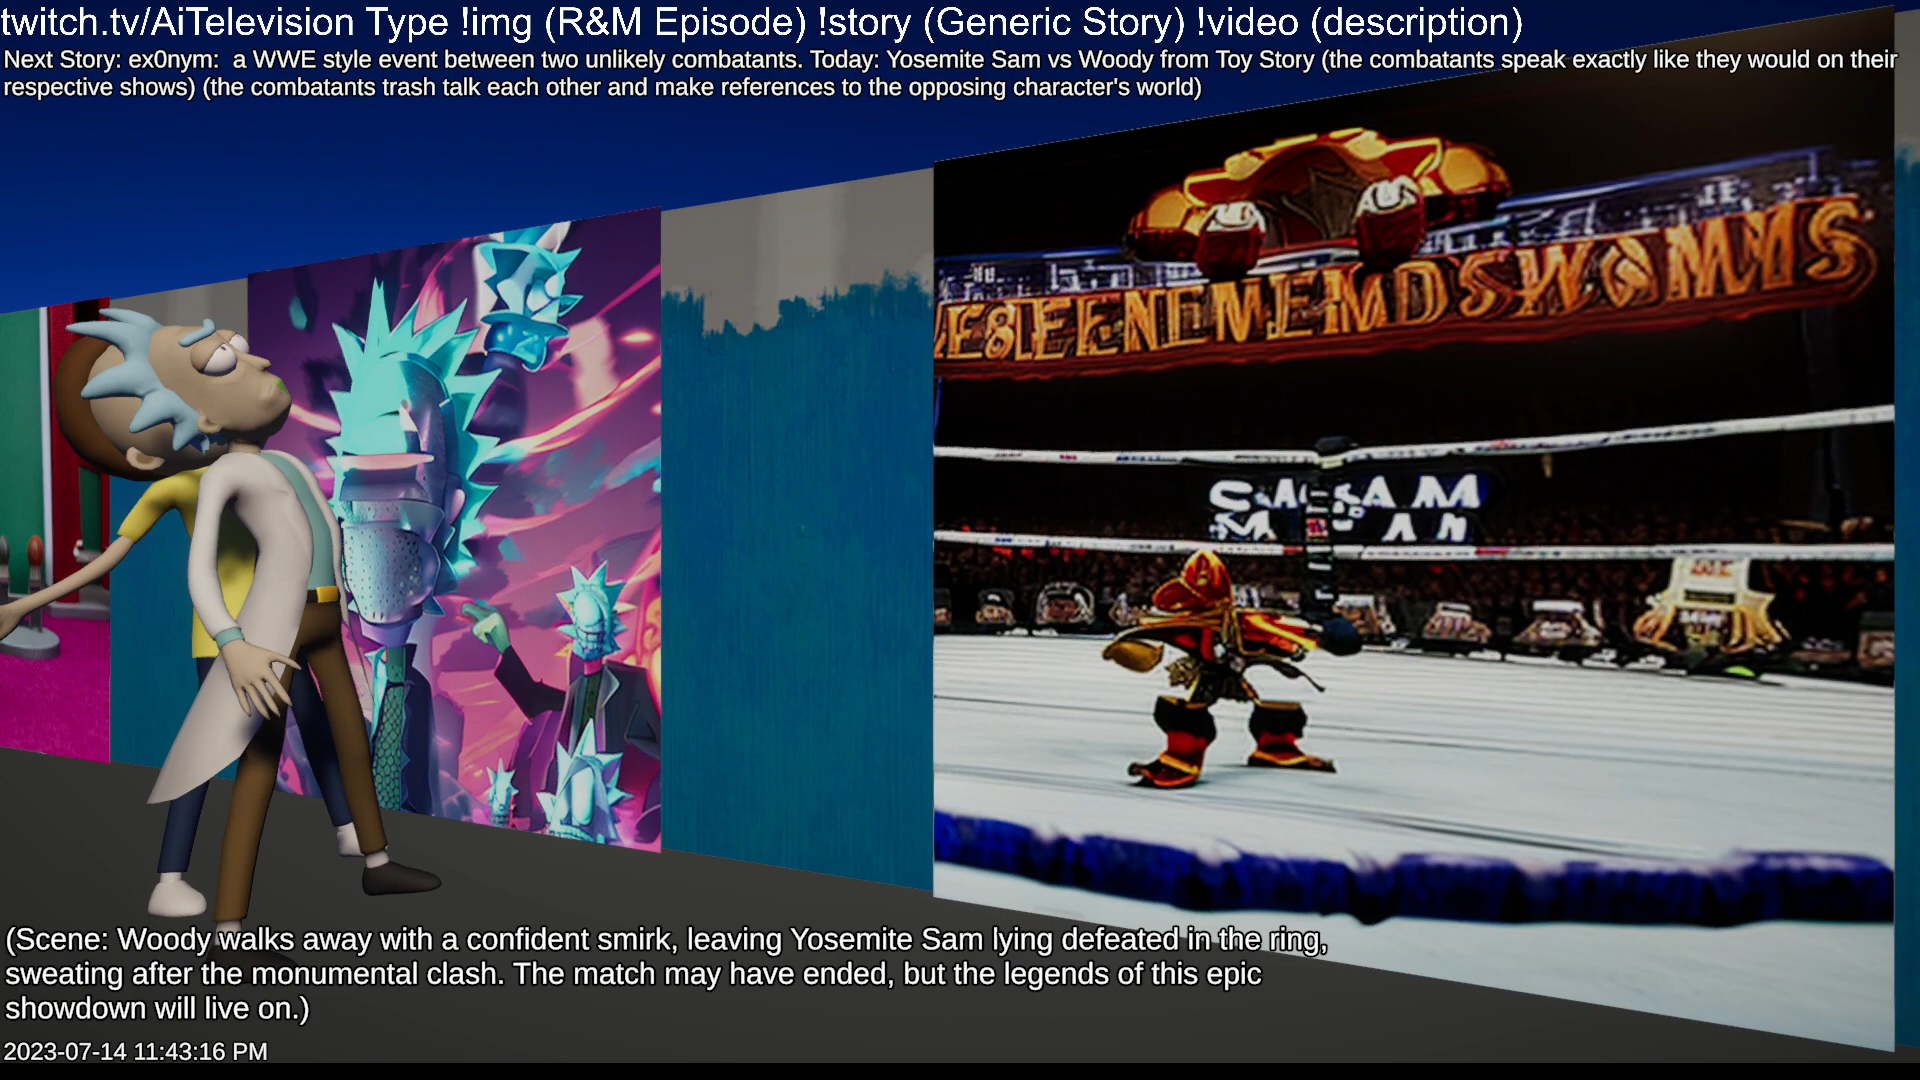 twitch.tv/AiTelevision Type !img (R&M Episode) !story (Generic Story) !video (description)
Next Story: ex0nym:  a WWE style event between two unlikely combatants. Today: Yosemite Sam vs Woody from Toy Story (the combatants speak exactly like they would on their
respective shows) (the combatants trash talk each other and make references to the opposing character's world)
(Scene: Woody walks away with a confident smirk, leaving Yosemite Sam lying defeated in the ring,
sweating after the monumental clash. The match may have ended, but the legends of this epic
showdown will live on.)
2023-07-14 11:43:16 PM